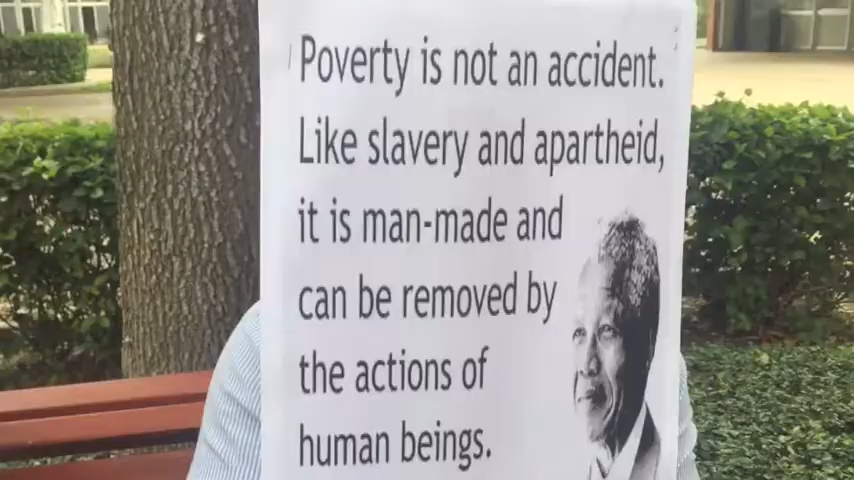 Poverty is not an accident.
Like slavery and apartheid,
it is man-made and
can be removed by
the actions of
human beings.